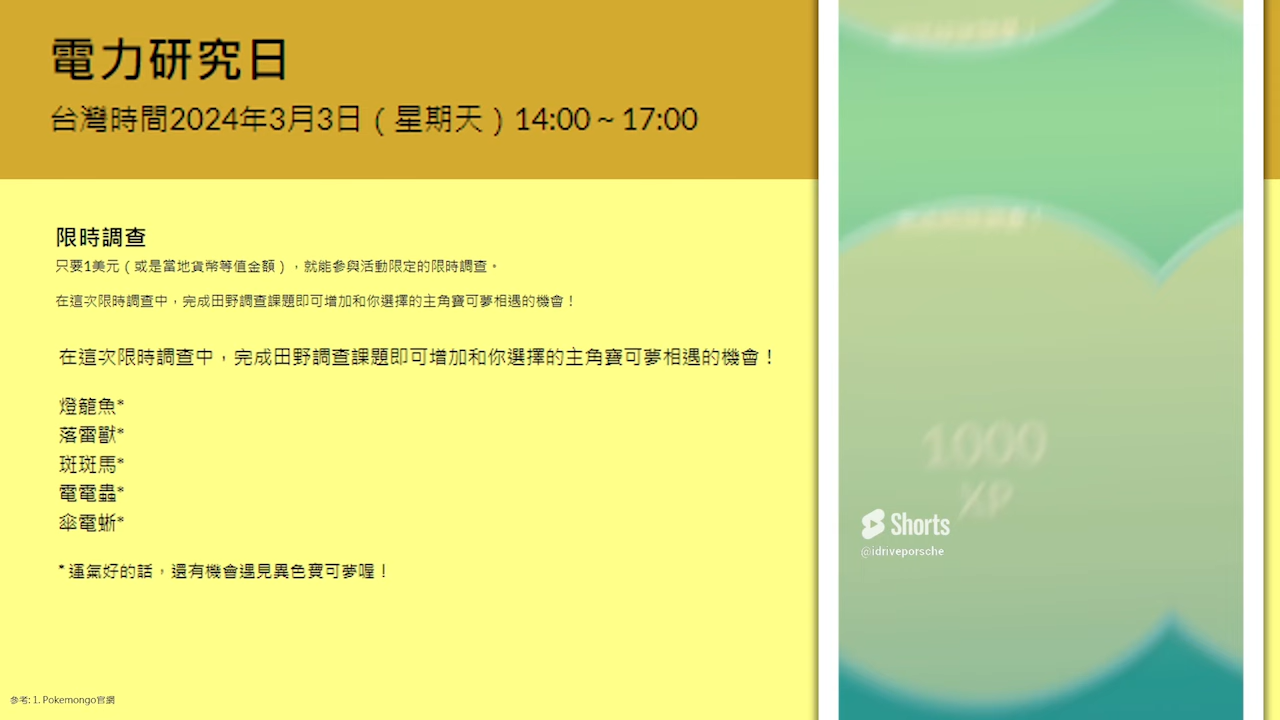 電力研究日
台灣時間2024年3月3日（星期天）14:00 ~ 17:00
限時調查
只要1美元（或是當地貨幣等值金額），就能參與活動限定的限時調查。
在這次限時調查中，完成田野調查課題即可增加和你選擇的主角寶可夢相遇的機會！
在這次限時調查中，完成田野調查課題即可增加和你選擇的主角寶可夢相遇的機會！
燈籠魚*
落雷獸*
斑斑馬*
電電蟲*
傘電蜥*
* 運氣好的話，還有機會遇見異色寶可夢喔！
參考: 1. Pokemongo官網
1000
XP
Shorts
@idriveporsche